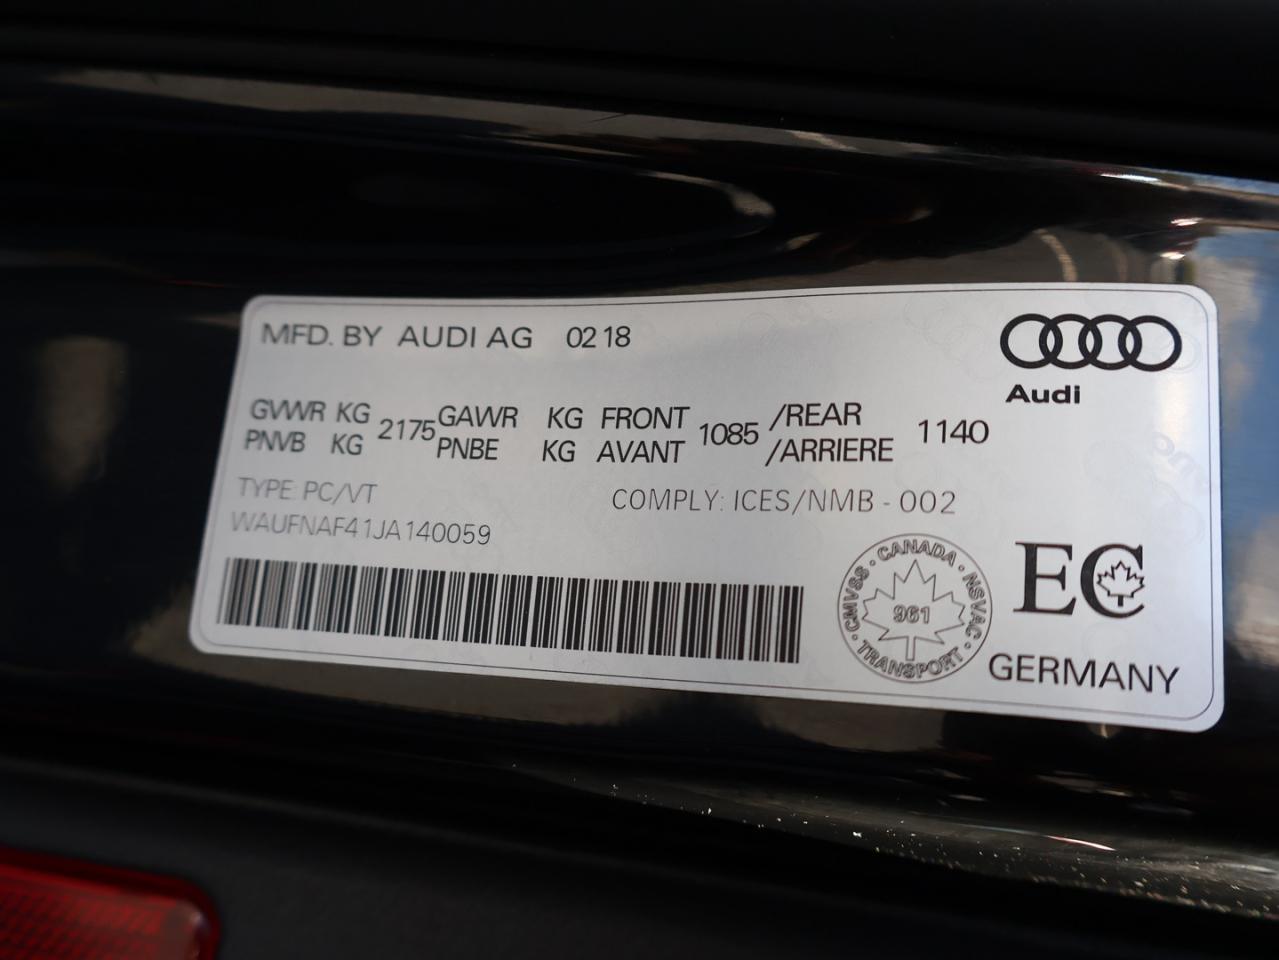 MFD. BY AUDI AG 02 18
Audi
GVWR KG 2175 GAWR KG FRONT 1085 /REAR 1140
PNVB KG PNBE KG AVANT /ARRIERE
TYPE: PC/VT COMPLY: ICES/NMB - 002
WAUFNAF41JA140059
· CANADA · NSVAC · TRANSPORT · CMVSS
961
EC
GERMANY